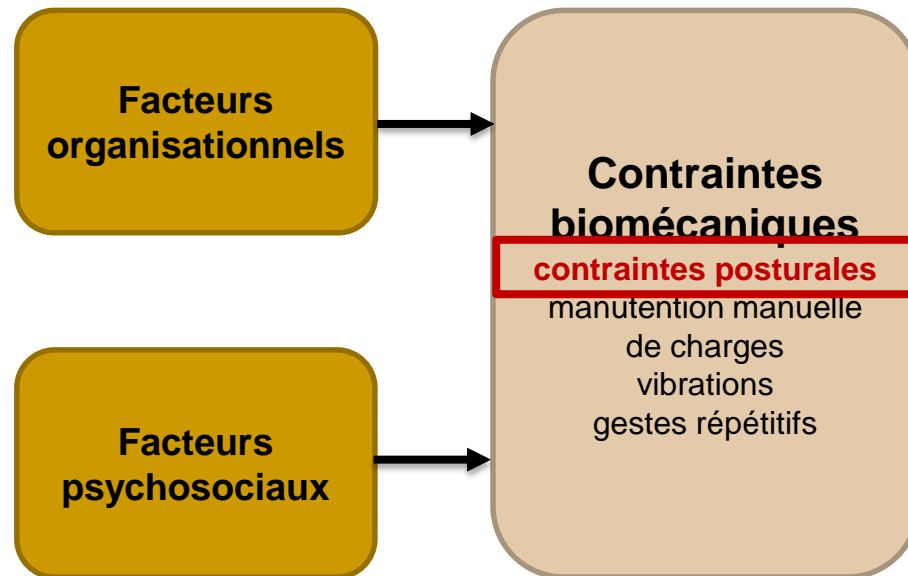 Facteurs
organisationnels
Contraintes
biomécaniques
contraintes posturales
manutention manuelle
de charges
vibrations
gestes répétitifs
Facteurs
psychosociaux